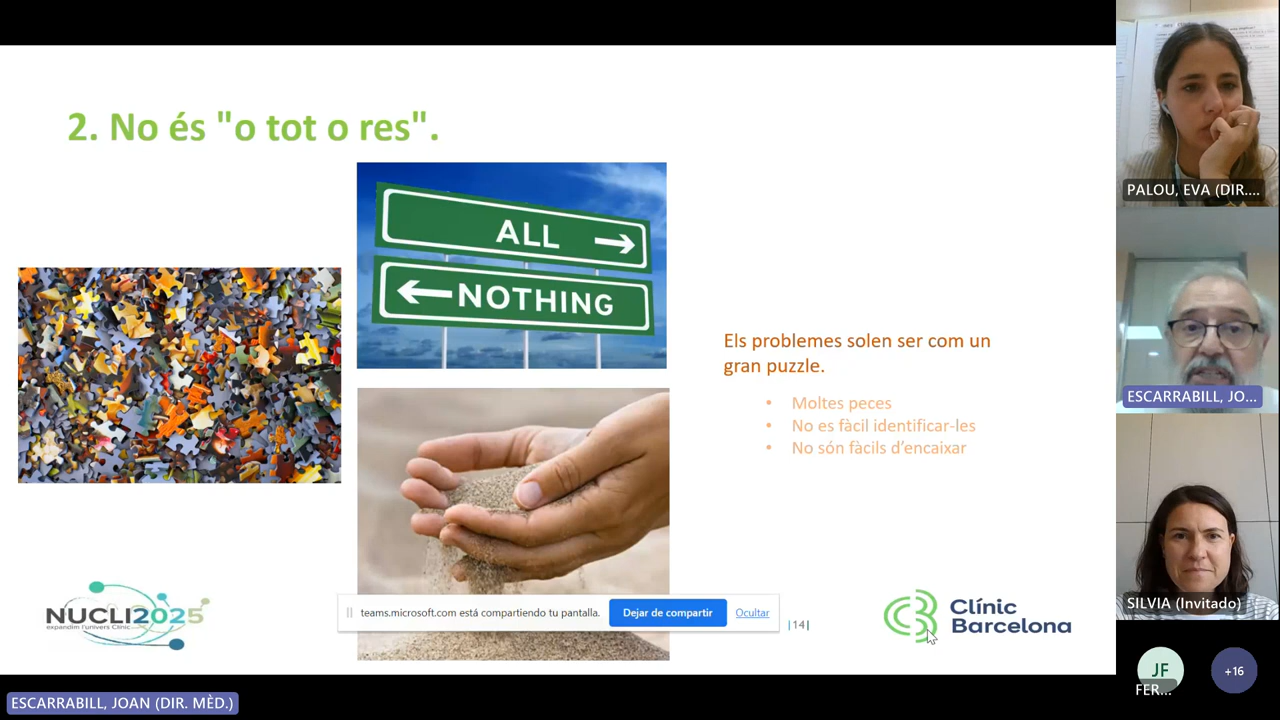 2. No és "o tot o res".
ALL
NOTHING
Els problemes solen ser com un
gran puzzle.
• Moltes peces
• No es fàcil identificar-les
• No són fàcils d’encaixar
NUCLI2025
expandim l'univers Clínic
teams.microsoft.com está compartiendo tu pantalla.
Dejar de compartir
Ocultar
|14|
Clínic
Barcelona
PALOU, EVA (DIR....
ESCARRABILL, JO...
SILVIA (Invitado)
JF
FER...
+16
ESCARRABILL, JOAN (DIR. MÈD.)